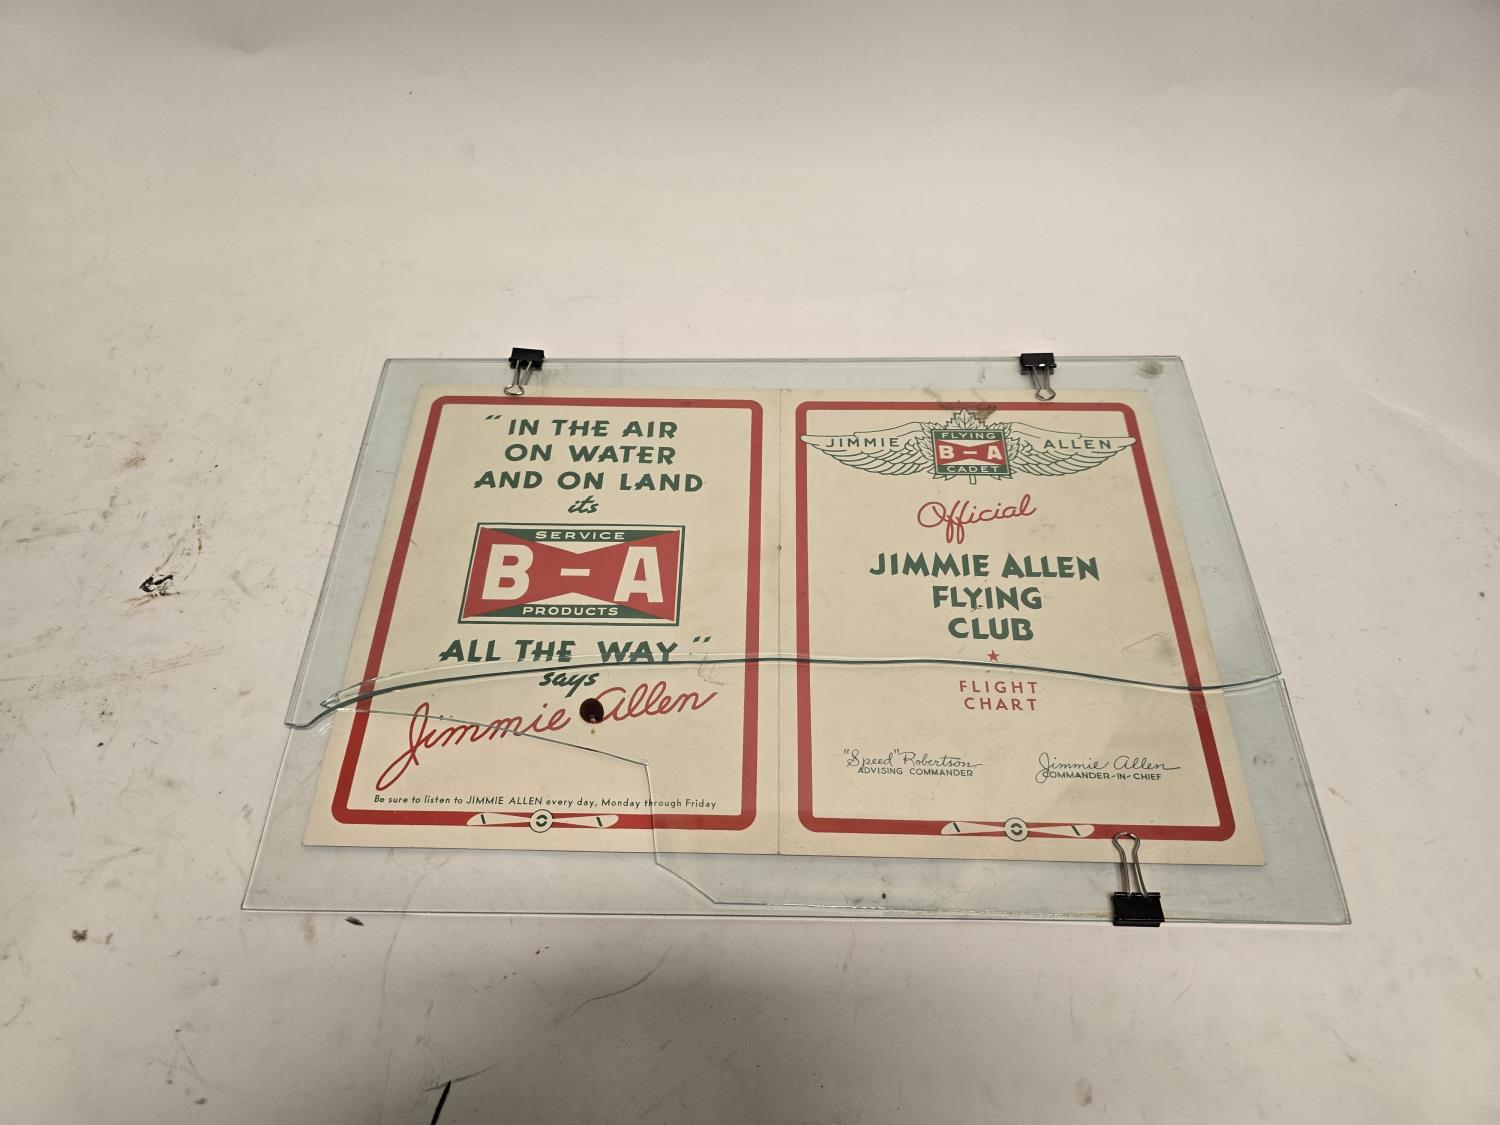 "IN THE AIR
ON WATER
AND ON LAND
its
SERVICE
B-A
PRODUCTS
ALL THE WAY"
says
Jimmie Allen
Be sure to listen to JIMMIE ALLEN every day, Monday through Friday
JIMMIE FLYING ALLEN
B-A
CADET
Official
JIMMIE ALLEN
FLYING
CLUB
FLIGHT
CHART
"Speed" Robertson
ADVISING COMMANDER
Jimmie Allen
COMMANDER-IN-CHIEF